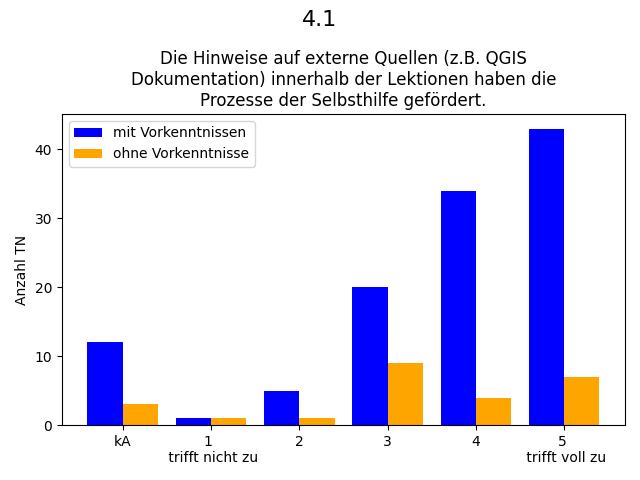 4.1
Die Hinweise auf externe Quellen (z.B. QGIS
Dokumentation) innerhalb der Lektionen haben die
Prozesse der Selbsthilfe gefördert.
mit Vorkenntnissen
ohne Vorkenntnisse
Anzahl TN
40
30
20
10
0
kA 1 2 3 4 5
trifft nicht zu trifft voll zu